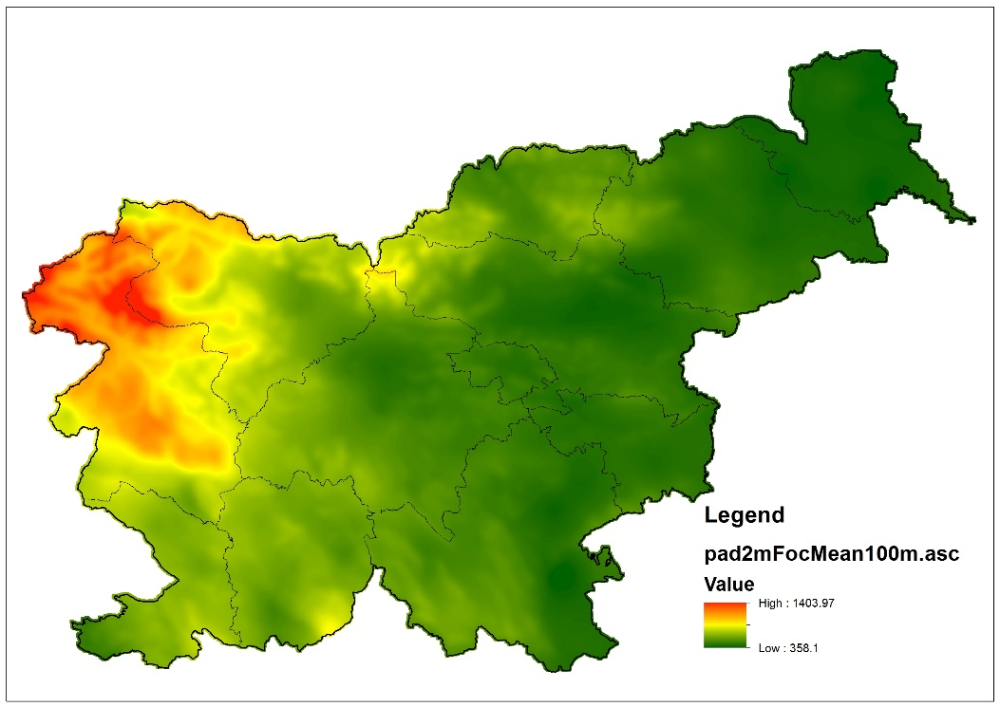 Legend
pad2mFocMean100m.asc
Value
High : 1403.97
Low : 358.1